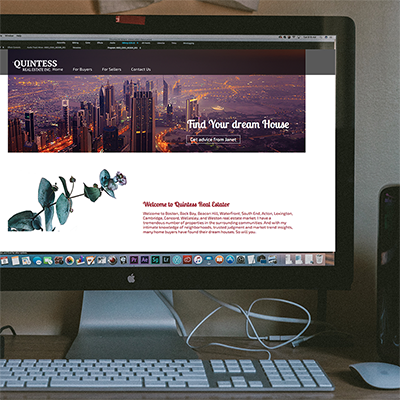 QUINTESS
REAL ESTATE INC.
Home For Buyers For Sellers Contact Us
Find Your dream House
Get advice from Janet
Welcome to Quintess Real Estator
Welcome to Boston, Back Bay, Beacon Hill, Waterfront, South End, Acton, Lexington,
Cambridge, Concord, Wellesley, and Weston real estate market. I have a
tremendous number of properties in the surrounding communities. And with my
intimate knowledge of neighborhoods, trusted judgment and market trend insights,
many home buyers have found their dream houses. So will you.
Pr Ae Ag Lr